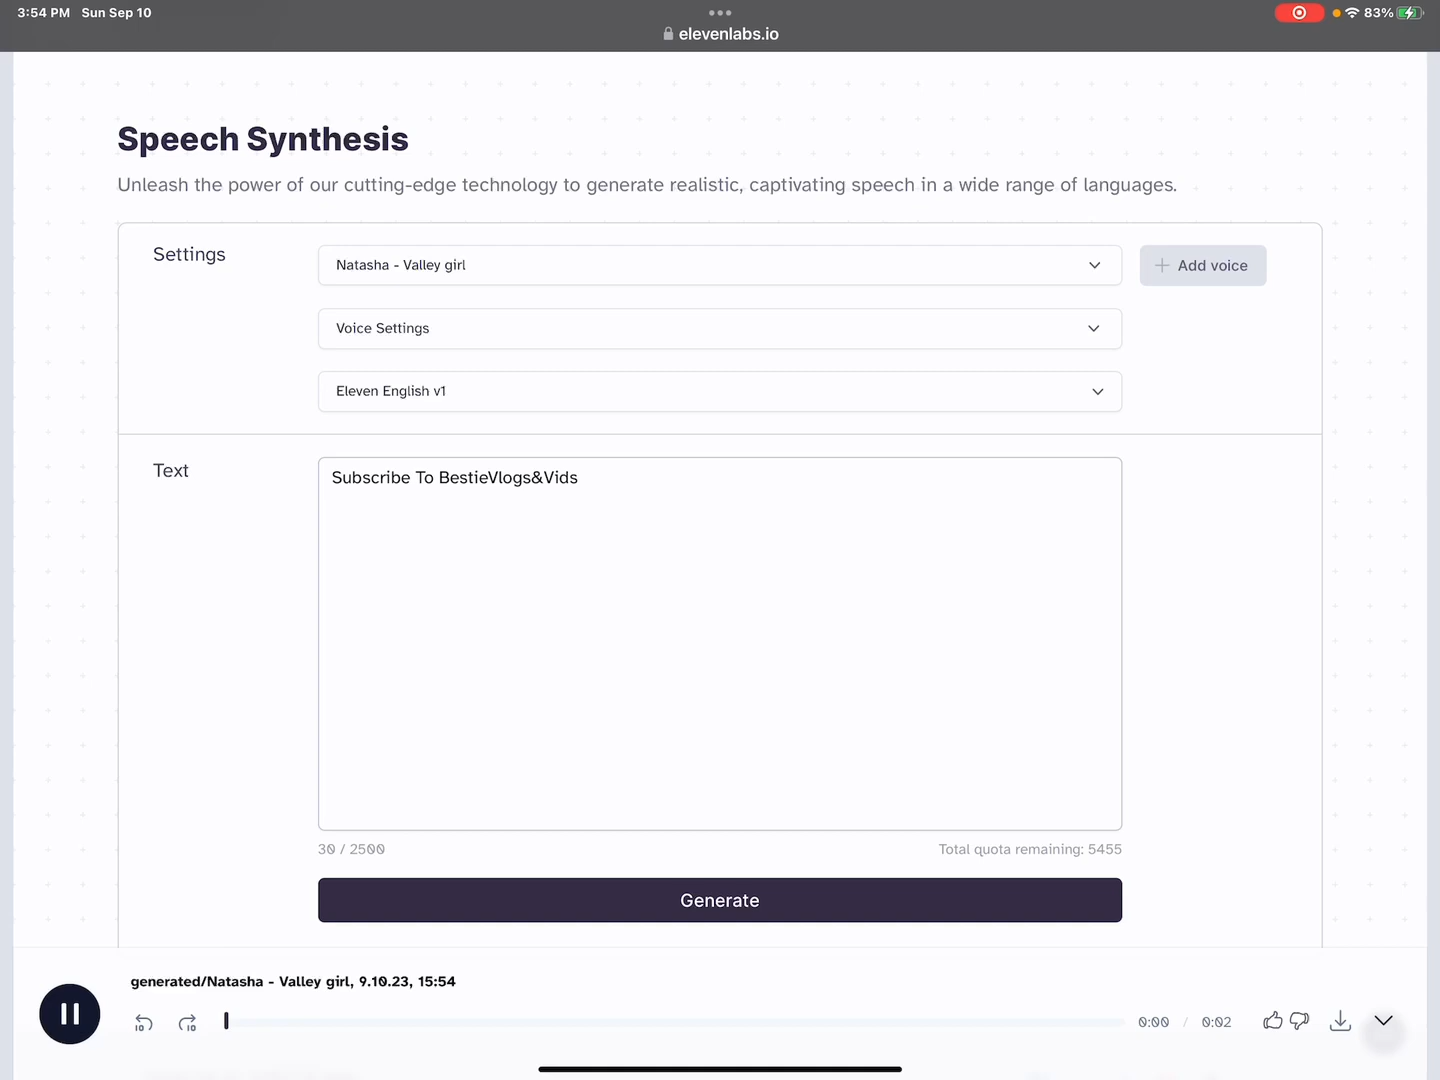 3:54 PM Sun Sep 10
83%
elevenlabs.io
Speech Synthesis
Unleash the power of our cutting-edge technology to generate realistic, captivating speech in a wide range of languages.
Settings
Natasha - Valley girl
Add voice
Voice Settings
Eleven English v1
Text
Subscribe To BestieVlogs&Vids
30 / 2500
Total quota remaining: 5455
Generate
generated/Natasha - Valley girl, 9.10.23, 15:54
10
10
0:00 / 0:02